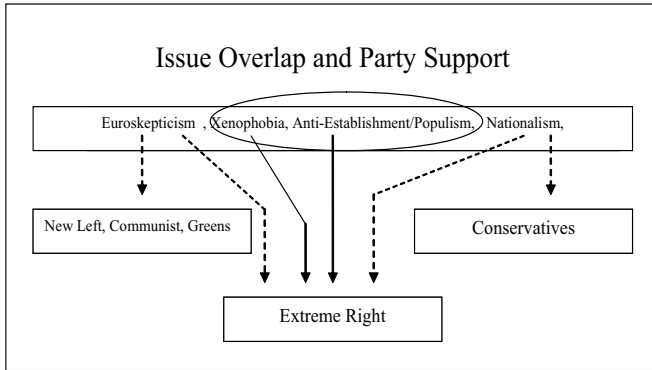 Issue Overlap and Party Support
Euroskepticism , Xenophobia, Anti-Establishment/Populism, Nationalism,
New Left, Communist, Greens
Conservatives
Extreme Right